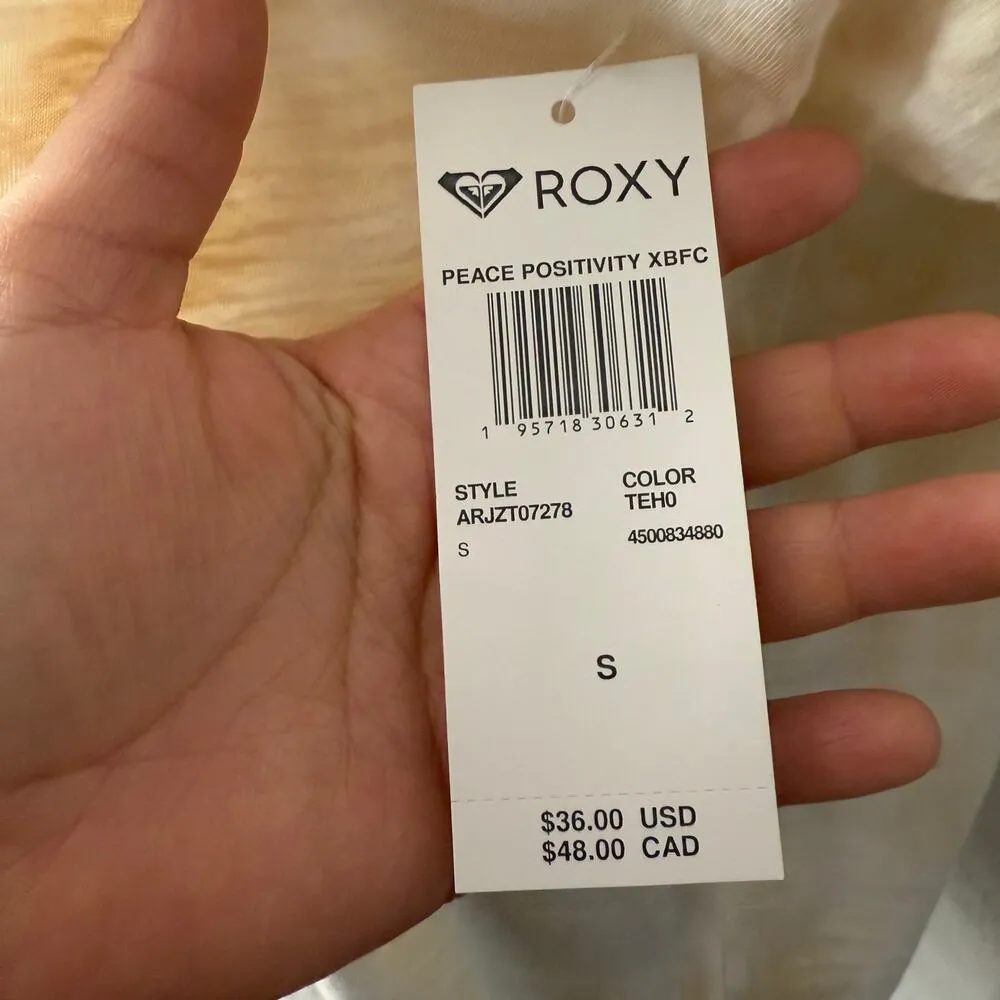 ROXY
PEACE POSITIVITY XBFC
1 95718 30631 2
STYLE
ARJZT07278
S
COLOR
TEH0
4500834880
S
$36.00 USD
$48.00 CAD